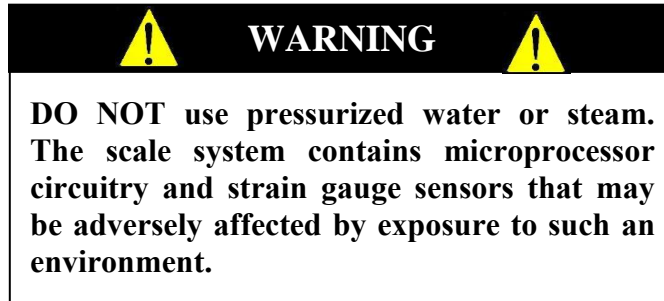 WARNING
DO NOT use pressurized water or steam.
The scale system contains microprocessor
circuitry and strain gauge sensors that may
be adversely affected by exposure to such an
environment.